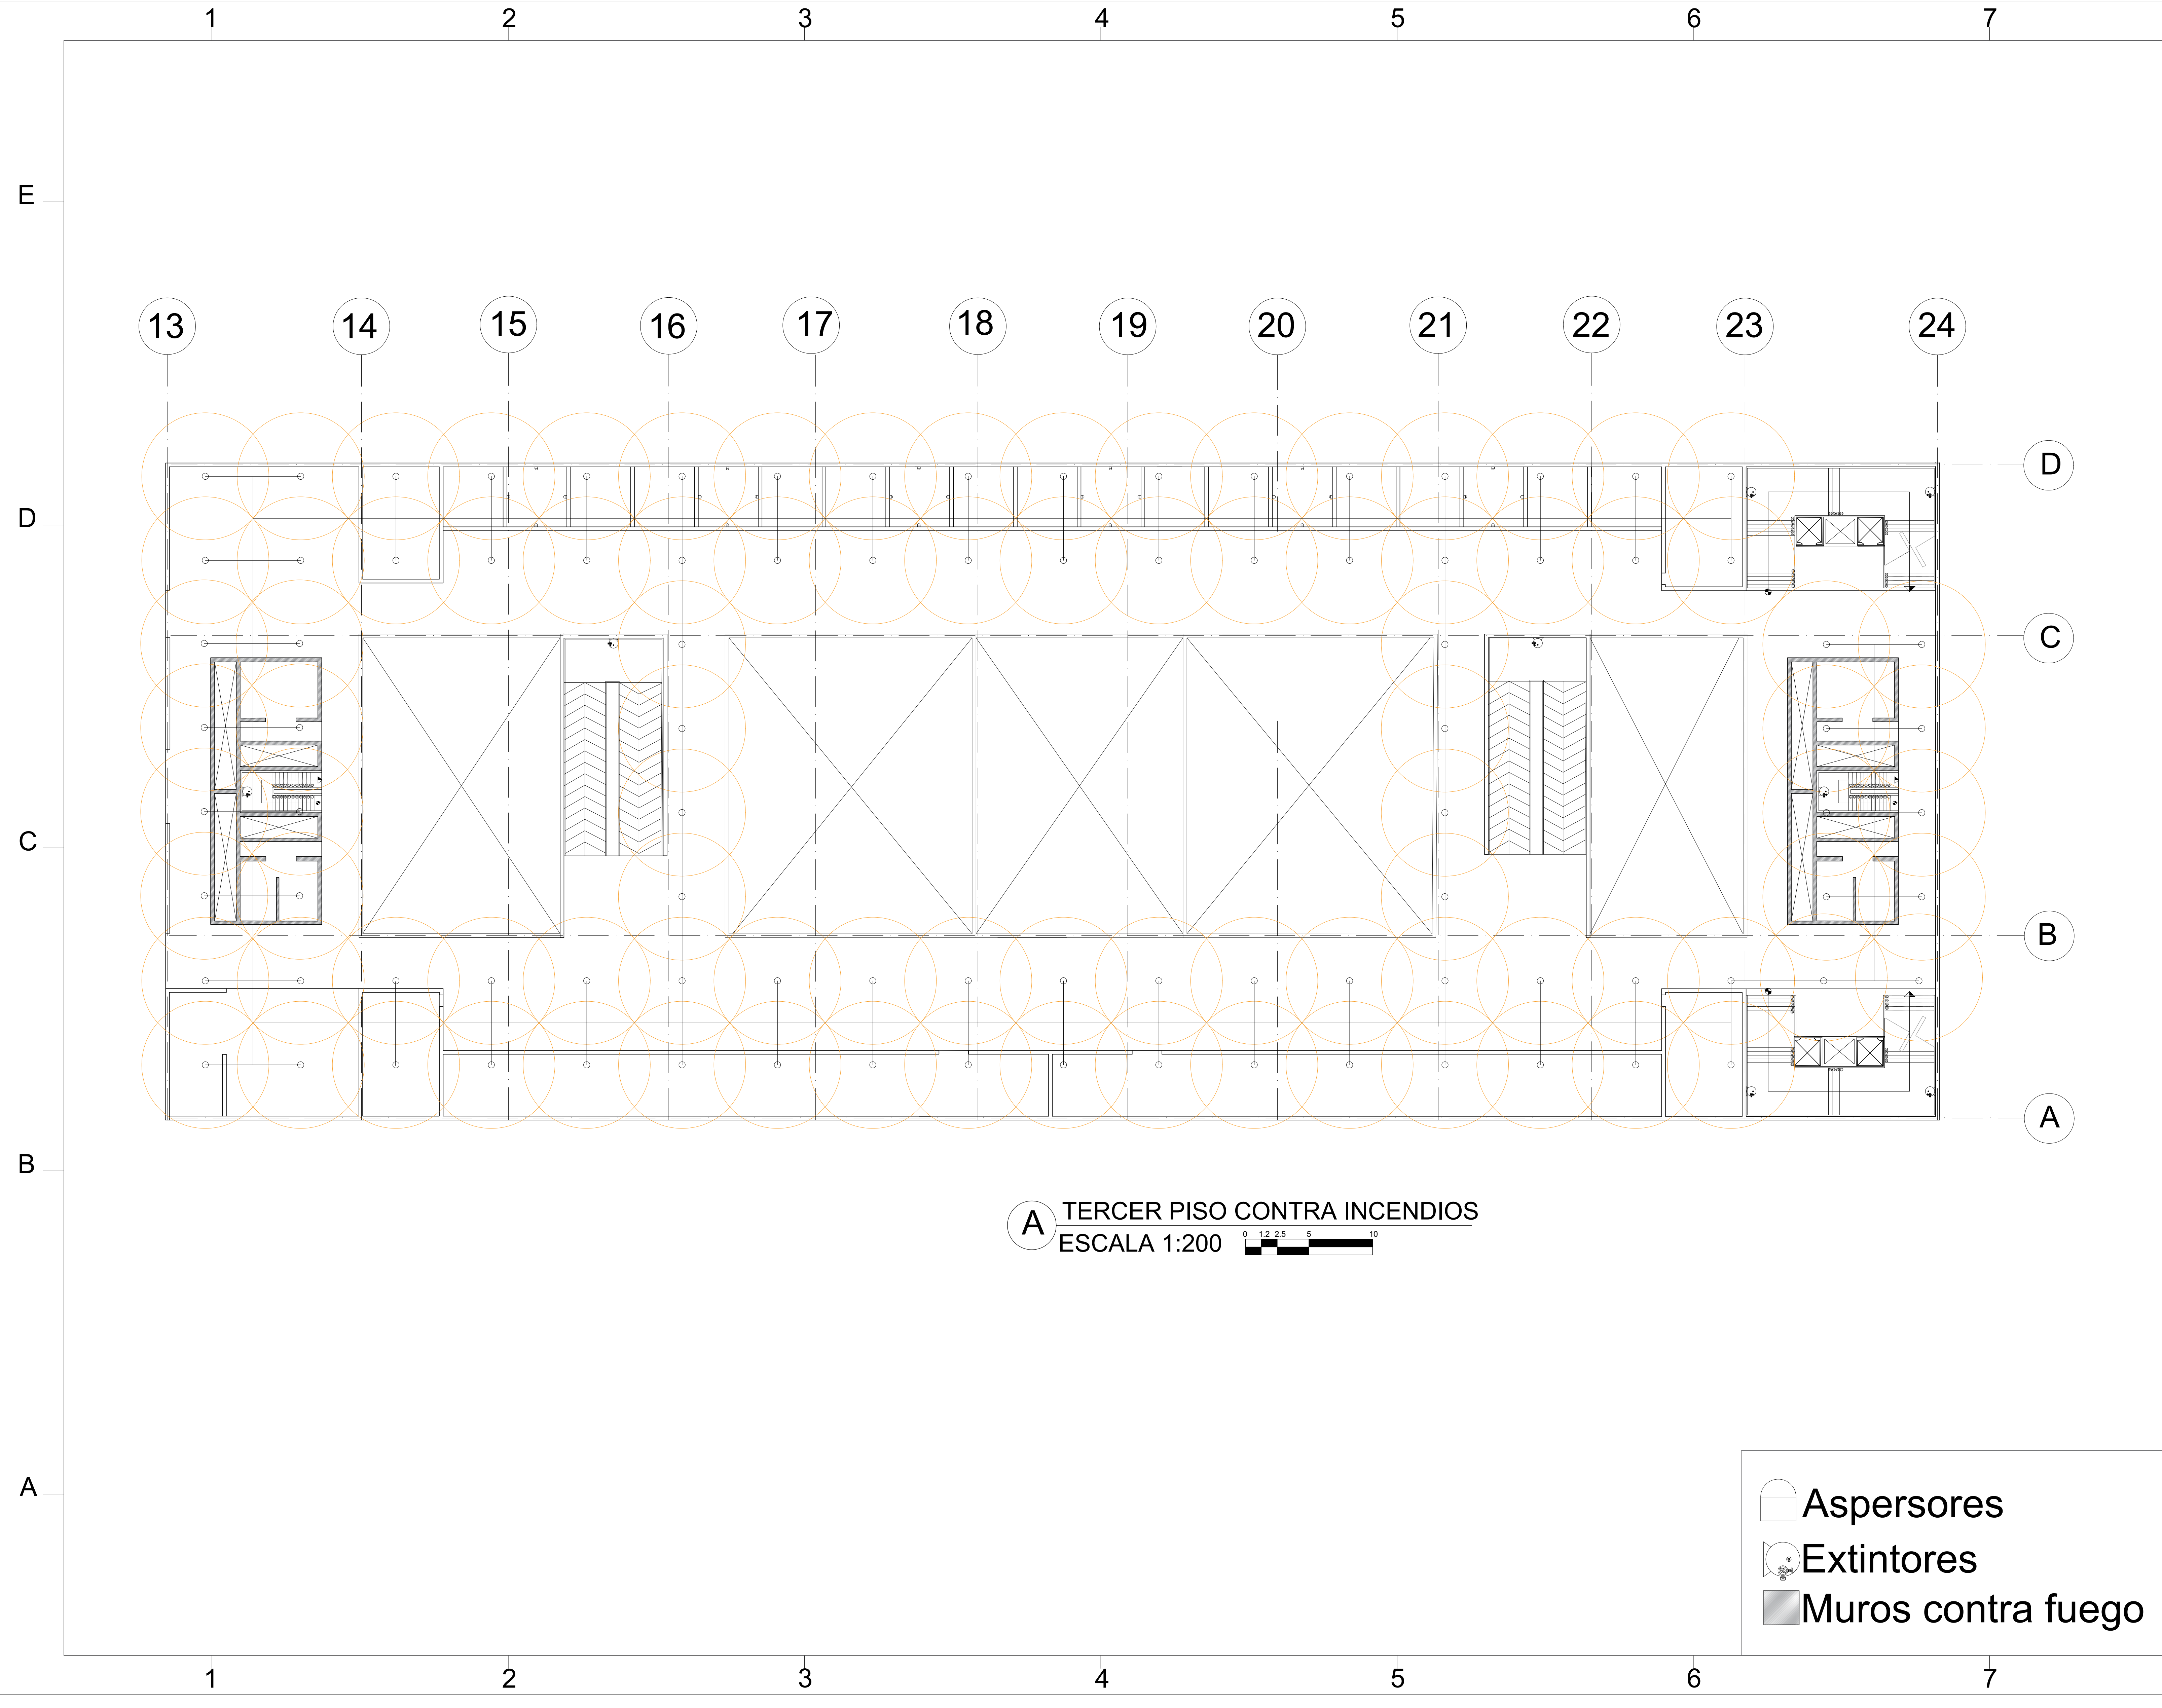 1 2 3 4 5 6 7
E
13 14 15 16 17 18 19 20 21 22 23 24
D
D
C
C
B
A
B
A TERCER PISO CONTRA INCENDIOS
ESCALA 1:200
0 1.2 2.5 5 10
A
Aspersores
Extintores
Muros contra fuego
1 2 3 4 5 6 7